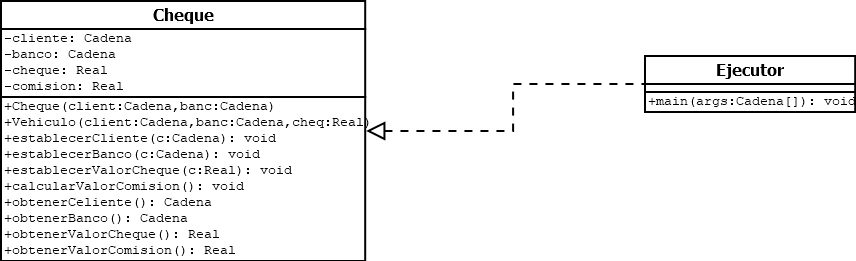 Cheque
-cliente: Cadena
-banco: Cadena
-cheque: Real
-comision: Real
+Cheque(client:Cadena,banc:Cadena)
+Vehiculo(client:Cadena,banc:Cadena,cheq:Real)
+establecerCliente(c:Cadena): void
+establecerBanco(c:Cadena): void
+establecerValorCheque(c:Real): void
+calcularValorComision(): void
+obtenerCeliente(): Cadena
+obtenerBanco(): Cadena
+obtenerValorCheque(): Real
+obtenerValorComision(): Real
Ejecutor
+main(args:Cadena[]): void